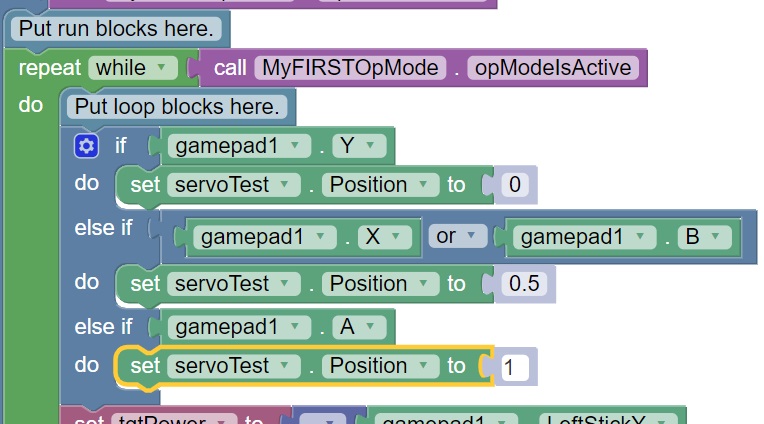 Put run blocks here.
repeat while call MyFIRSTOpMode . opModeIsActive
do Put loop blocks here.
if gamepad1 . Y
do set servoTest . Position to 0
else if gamepad1 . X or gamepad1 . B
do set servoTest . Position to 0.5
else if gamepad1 . A
do set servoTest . Position to 1
set tgtPower to - gamepad1 . LeftStickY